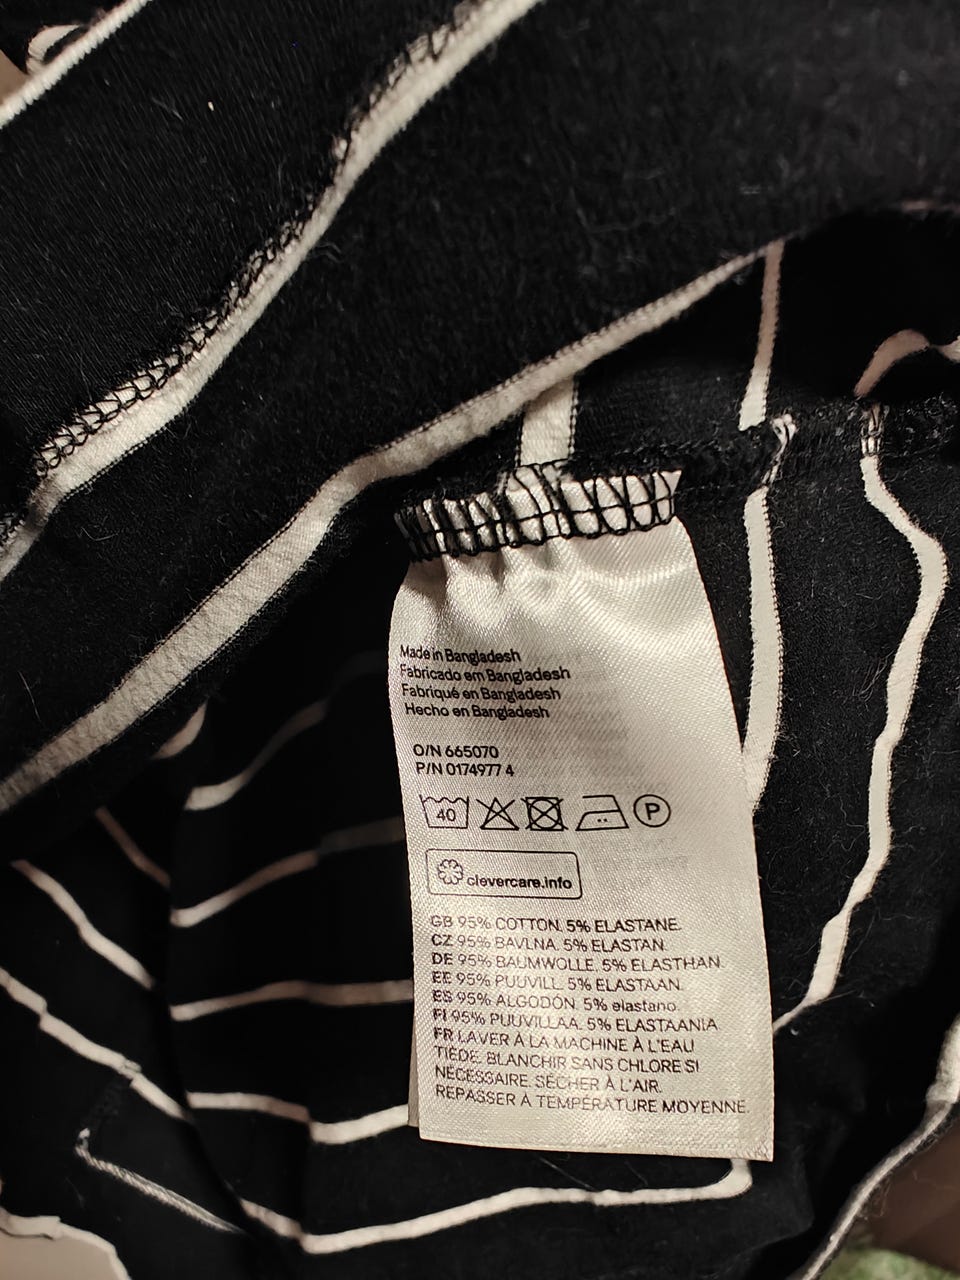 Made in Bangladesh
Fabricado em Bangladesh
Fabriqué en Bangladesh
Hecho en Bangladesh
O/N 665070
P/N 0174977 4
40
P
clevercare.info
GB 95% COTTON. 5% ELASTANE.
CZ 95% BAVLNA. 5% ELASTAN.
DE 95% BAUMWOLLE. 5% ELASTHAN.
EE 95% PUUVILL. 5% ELASTAAN.
ES 95% ALGODÓN. 5% elastano.
FI 95% PUUVILLAA. 5% ELASTAANIA
FR LAVER À LA MACHINE À L'EAU
TIÈDE. BLANCHIR SANS CHLORE SI
NÉCESSAIRE. SÉCHER À L'AIR.
REPASSER À TEMPÉRATURE MOYENNE.